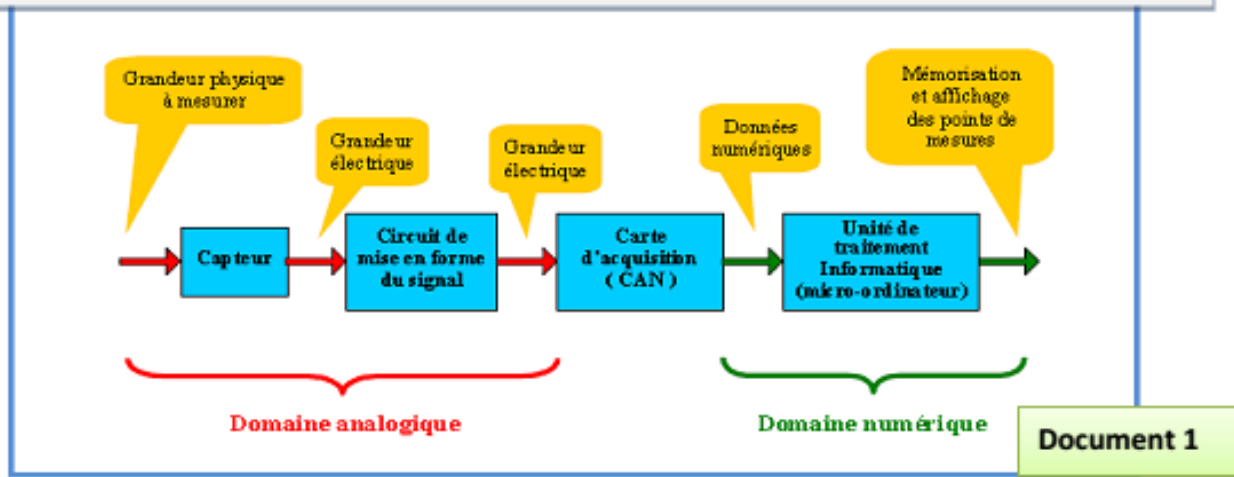 Grandeur physique
à mesurer
Grandeur
électrique
Grandeur
électrique
Données
numériques
Mémorisation
et affichage
des points de
mesures
Capteur
Circuit de
mise en forme
du signal
Carte
d'acquisition
( CAN )
Unité de
traitement
Informatique
(micro-ordinateur)
Domaine analogique
Domaine numérique
Document 1